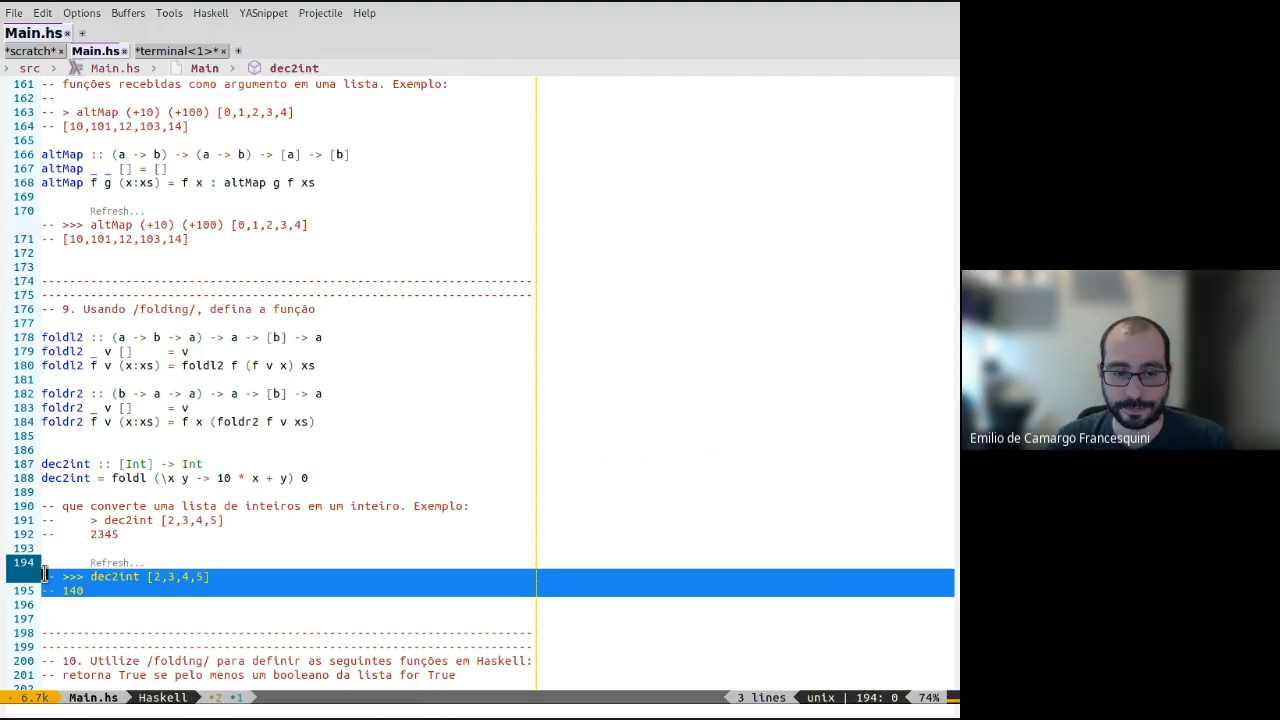 File Edit Options Buffers Tools Haskell YASnippet Projectile Help
Main.hs × +
*scratch* × Main.hs × *terminal<1>* × +
> src > Main.hs > Main > dec2int
161 -- funções recebidas como argumento em uma lista. Exemplo:
162 --
163 -- > altMap (+10) (+100) [0,1,2,3,4]
164 -- [10,101,12,103,14]
165
166 altMap :: (a -> b) -> (a -> b) -> [a] -> [b]
167 altMap _ _ [] = []
168 altMap f g (x:xs) = f x : altMap g f xs
169
170 Refresh...
-- >>> altMap (+10) (+100) [0,1,2,3,4]
171 -- [10,101,12,103,14]
172
173
174 ----------------------------------------------------------------------
175 ----------------------------------------------------------------------
176 -- 9. Usando /folding/, defina a função
177
178 foldl2 :: (a -> b -> a) -> a -> [b] -> a
179 foldl2 _ v []     = v
180 foldl2 f v (x:xs) = foldl2 f (f v x) xs
181
182 foldr2 :: (b -> a -> a) -> a -> [b] -> a
183 foldr2 _ v []     = v
184 foldr2 f v (x:xs) = f x (foldr2 f v xs)
185
186
187 dec2int :: [Int] -> Int
188 dec2int = foldl (\x y -> 10 * x + y) 0
189
190 -- que converte uma lista de inteiros em um inteiro. Exemplo:
191 --     > dec2int [2,3,4,5]
192 --     2345
193
194 Refresh...
-- >>> dec2int [2,3,4,5]
195 -- 140
196
197
198 ----------------------------------------------------------------------
199 ----------------------------------------------------------------------
200 -- 10. Utilize /folding/ para definir as seguintes funções em Haskell:
201 -- retorna True se pelo menos um booleano da lista for True
202
- 6.7k Main.hs Haskell •2 •1 3 lines unix | 194: 0 74%
Emilio de Camargo Francesquini